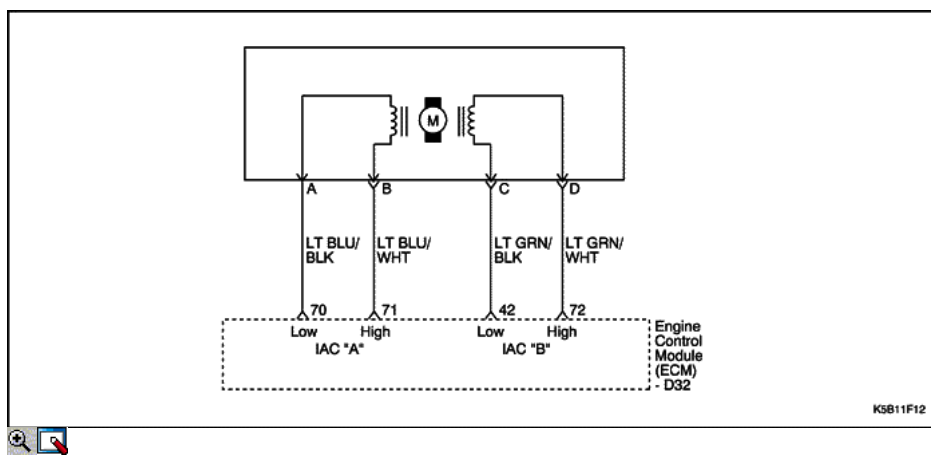 M
A
B
C
D
LT BLU/
BLK
LT BLU/
WHT
LT GRN/
BLK
LT GRN/
WHT
70
71
42
72
Low
High
Low
High
IAC "A"
IAC "B"
Engine
Control
Module
(ECM)
- D32
K5B11F12